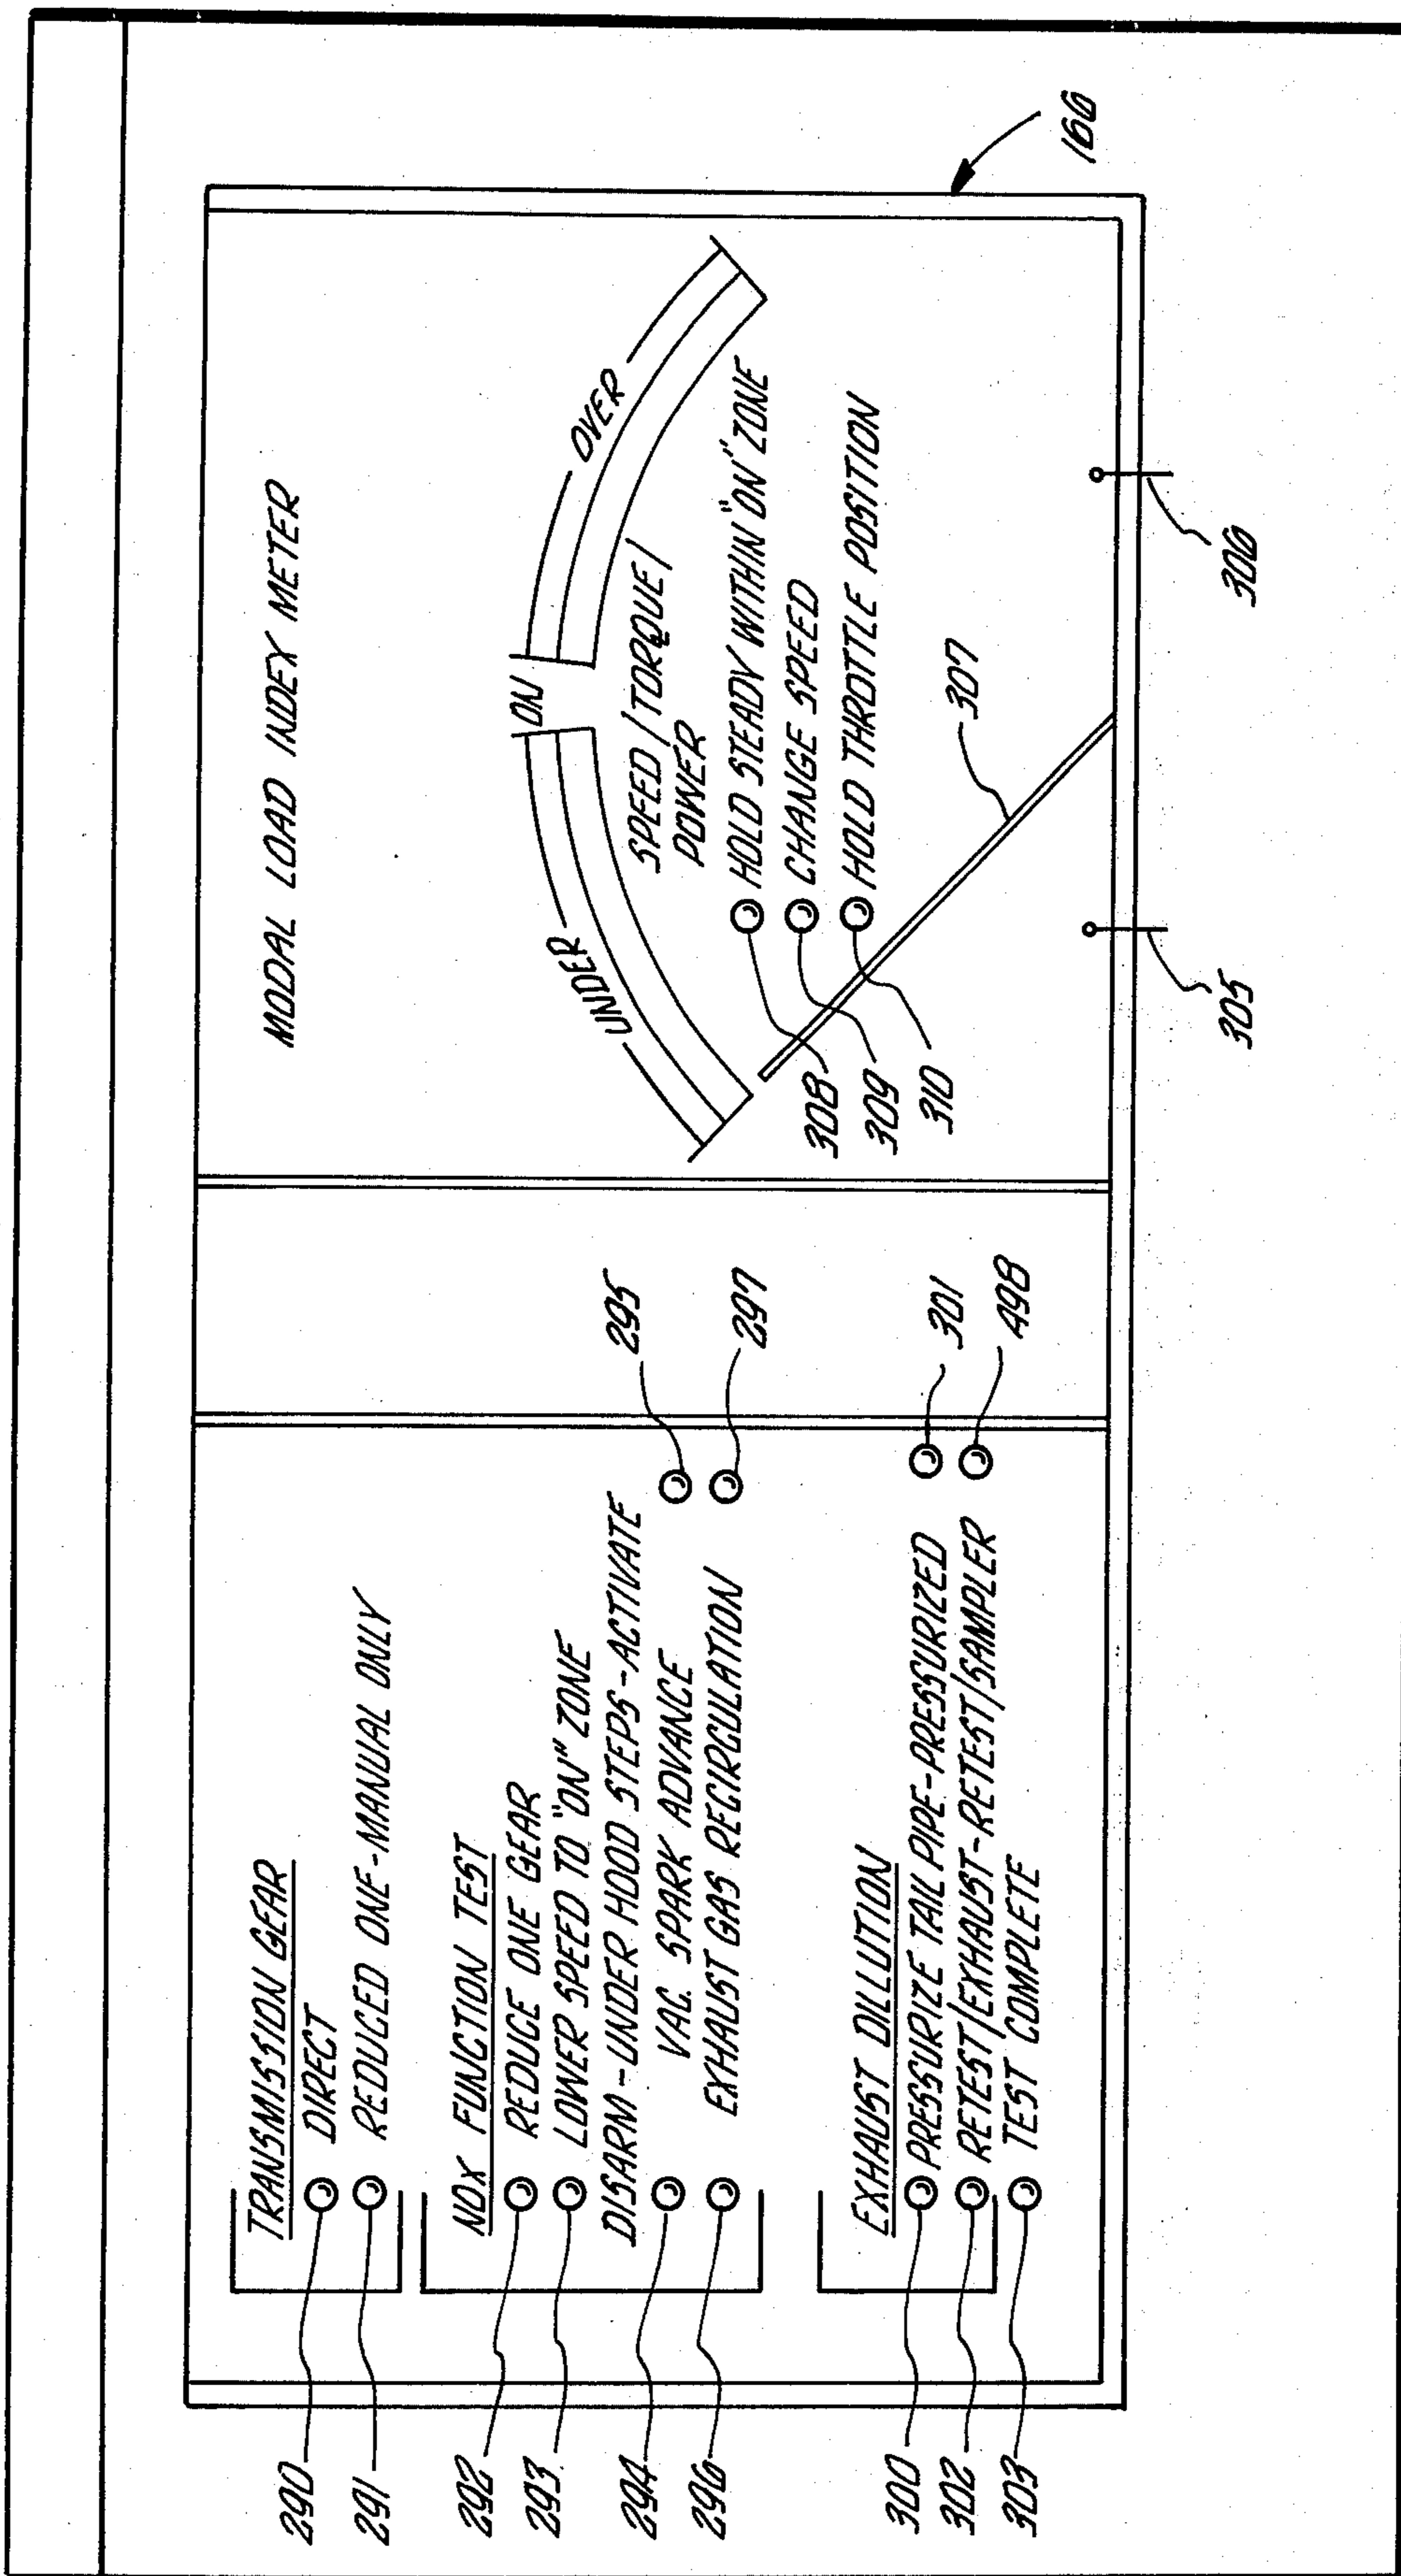 TRANSMISSION GEAR
290
DIRECT
291
REDUCED ONE-MANUAL ONLY
NOX FUNCTION TEST
292
REDUCE ONE GEAR
293
LOWER SPEED TO "ON" ZONE
DISARM-UNDER HOOD STEPS-ACTIVATE
294
VAC. SPARK ADVANCE
295
296
EXHAUST GAS RECIRCULATION
297
EXHAUST DILLUTION
300
PRESSURIZE TAIL PIPE-PRESSURIZED
301
302
RETEST/EXHAUST-RETEST/SAMPLER
498
303
TEST COMPLETE
MODAL LOAD INDEX METER
166
UNDER
ON
OVER
SPEED/TORQUE/
POWER
HOLD STEADY WITHIN "ON" ZONE
CHANGE SPEED
HOLD THROTTLE POSITION
308
309
310
307
305
306